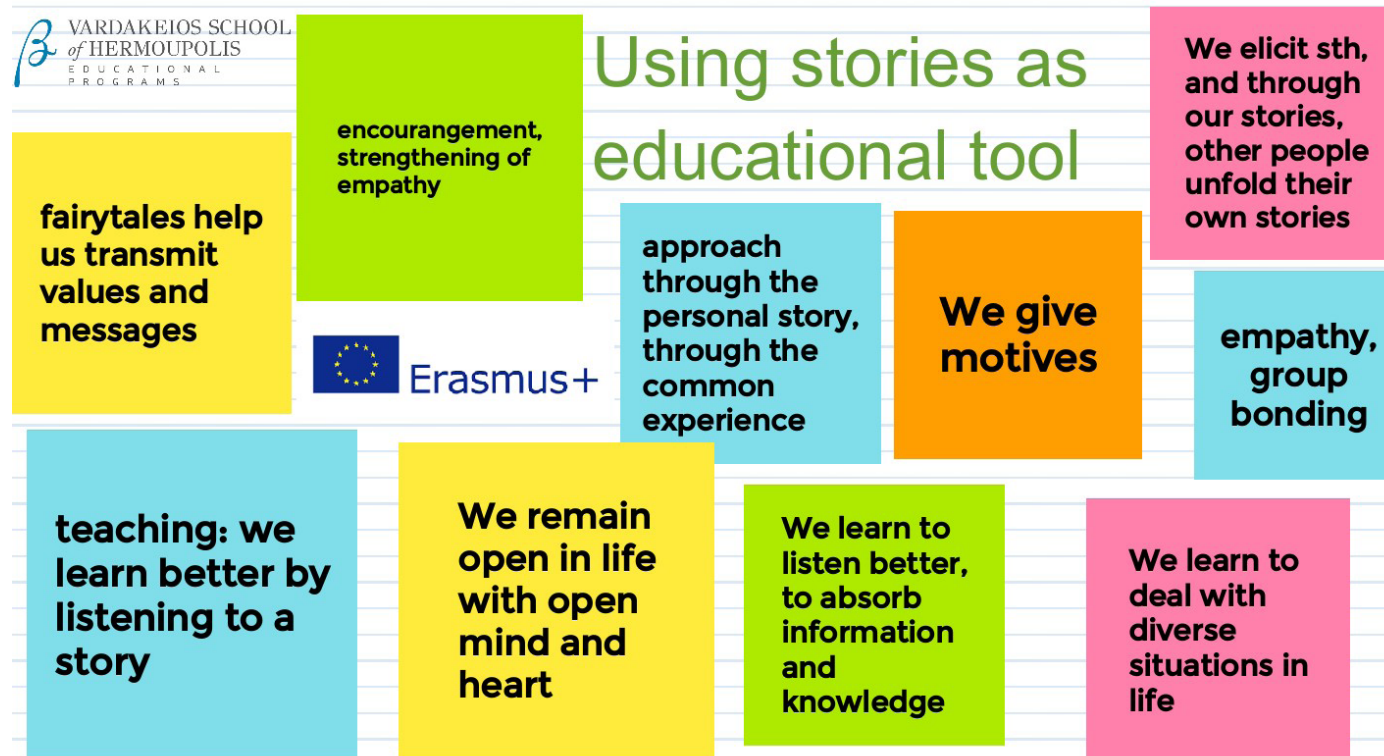 VARDAKEIOS SCHOOL
of HERMOUPOLIS
EDUCATIONAL
PROGRAMS
Using stories as
educational tool
fairytales help
us transmit
values and
messages
encourangement,
strengthening of
empathy
Erasmus+
approach
through the
personal story,
through the
common
experience
We give
motives
We elicit sth,
and through
our stories,
other people
unfold their
own stories
empathy,
group
bonding
teaching: we
learn better by
listening to a
story
We remain
open in life
with open
mind and
heart
We learn to
listen better,
to absorb
information
and
knowledge
We learn to
deal with
diverse
situations in
life